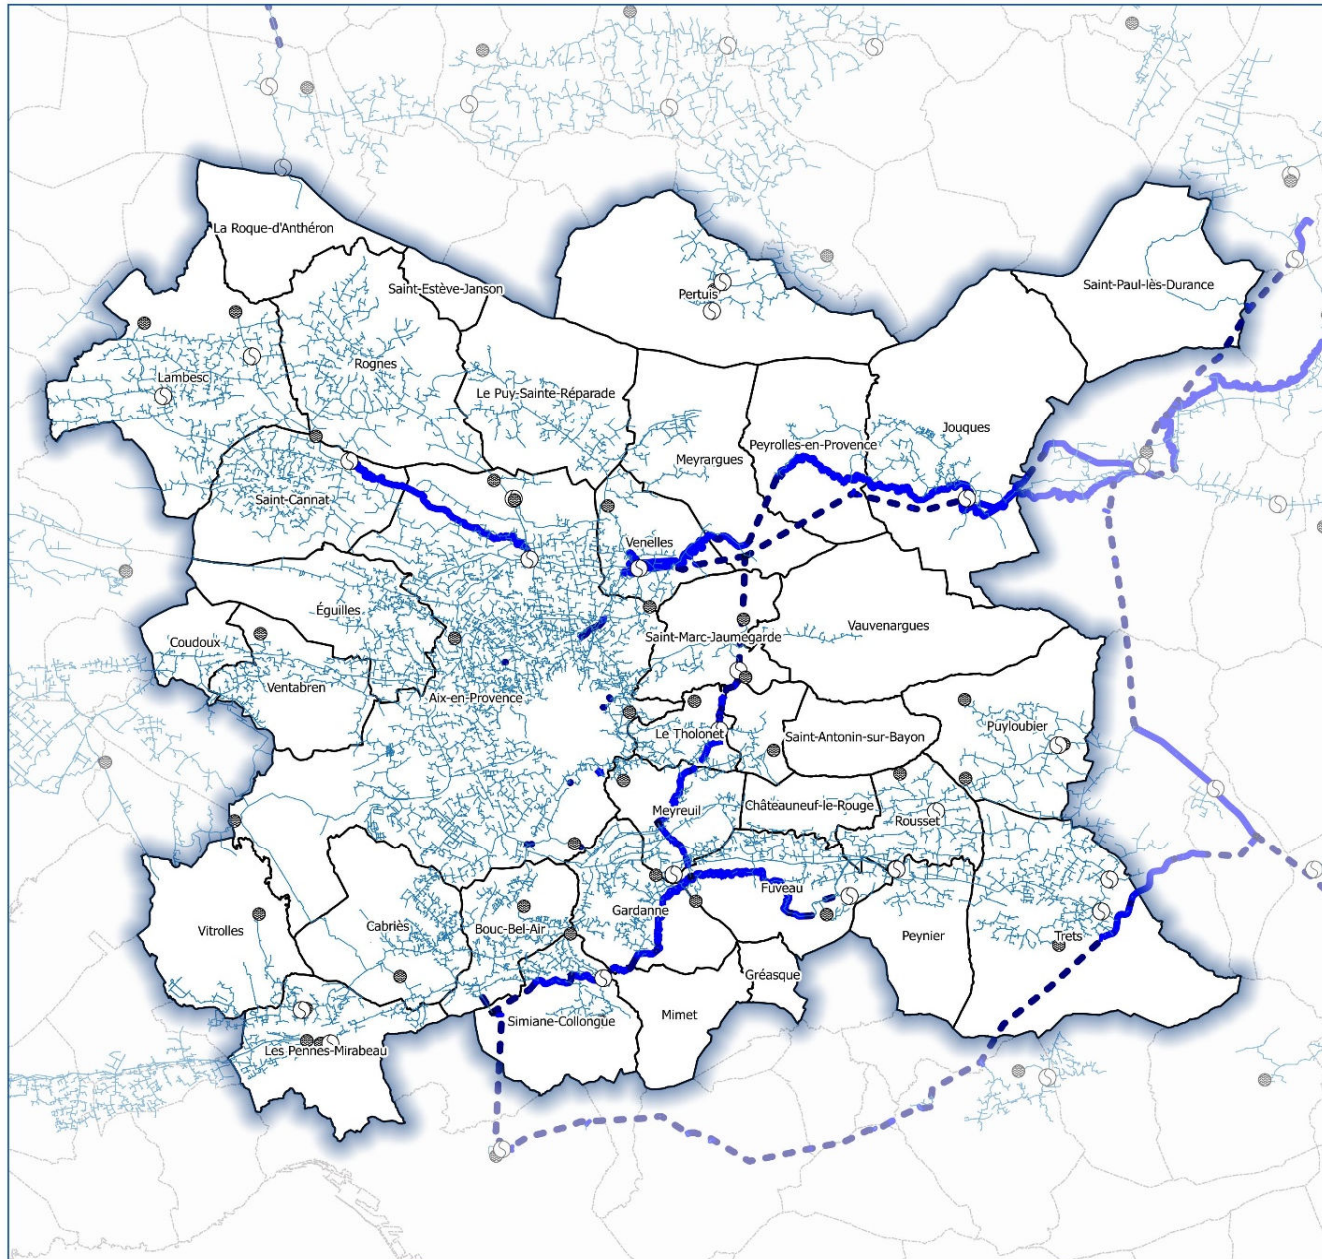 La Roque-d'Anthéron
Saint-Estève-Janson
Saint-Paul-lès-Durance
Pertuis
Rognes
Lambesc
Le Puy-Sainte-Réparade
Jouques
Peyrolles-en-Provence
Meyrargues
Saint-Cannat
Venelles
Éguilles
Vauvenargues
Saint-Marc-Jaumegarde
Coudoux
Ventabren
Aix-en-Provence
Puyloubier
Le Tholonet
Saint-Antonin-sur-Bayon
Châteauneuf-le-Rouge
Meyreuil
Rousset
Fuveau
Gardanne
Cabriès
Bouc-Bel-Air
Vitrolles
Peynier
Trets
Gréasque
Mimet
Simiane-Collongue
Les Pennes-Mirabeau